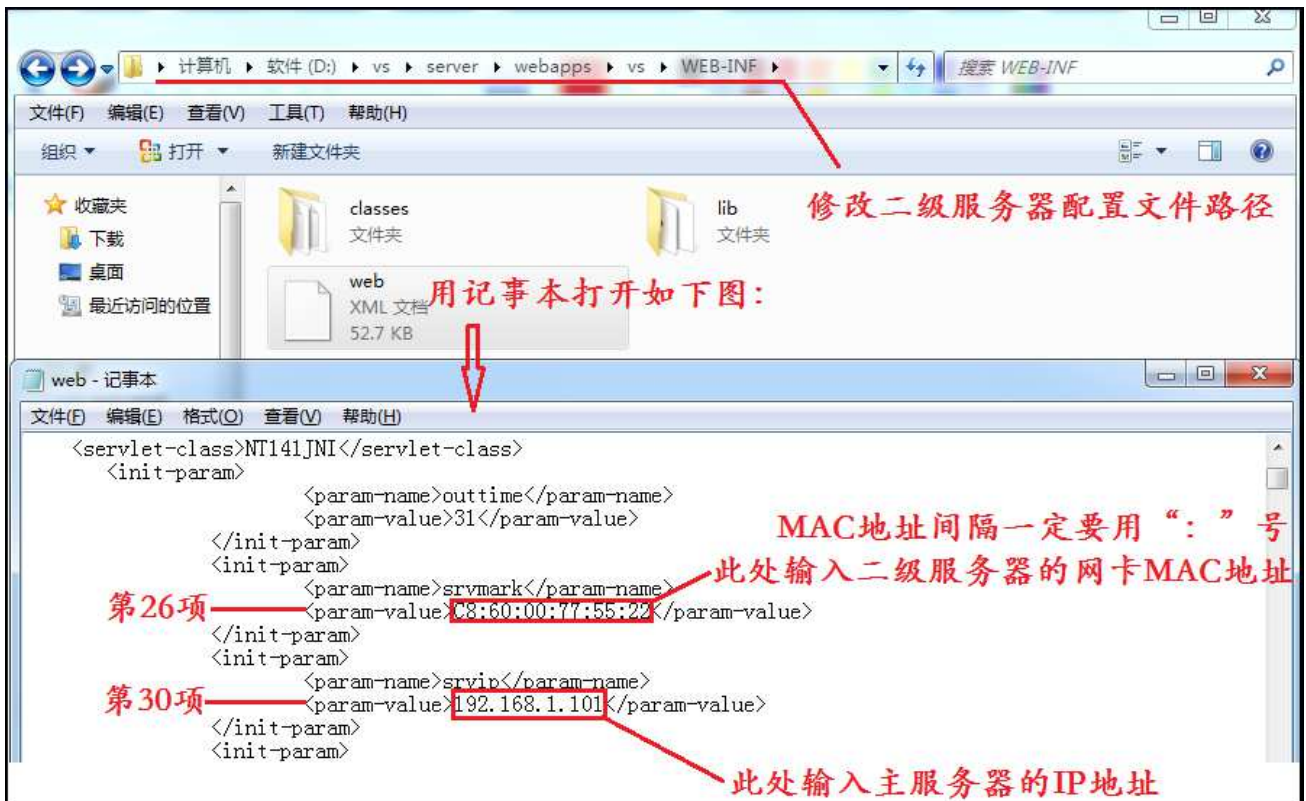 计算机 ▸ 软件 (D:) ▸ vs ▸ server ▸ webapps ▸ vs ▸ WEB-INF ▸ 搜索 WEB-INF
文件(F) 编辑(E) 查看(V) 工具(T) 帮助(H)
组织 打开 新建文件夹
收藏夹
下载
桌面
最近访问的位置
classes
文件夹
lib
文件夹
修改二级服务器配置文件路径
web
XML 文档
52.7 KB
用记事本打开如下图：
web - 记事本
文件(F) 编辑(E) 格式(O) 查看(V) 帮助(H)
<servlet-class>NT141JNI</servlet-class>
<init-param>
<param-name>outtime</param-name>
<param-value>31</param-value>
</init-param>
<init-param>
<param-name>srvmark</param-name>
<param-value>C8:60:00:77:55:22</param-value>
</init-param>
<init-param>
<param-name>srvip</param-name>
<param-value>192.168.1.101</param-value>
</init-param>
<init-param>
MAC地址间隔一定要用“：”号
此处输入二级服务器的网卡MAC地址
第26项
第30项
此处输入主服务器的IP地址